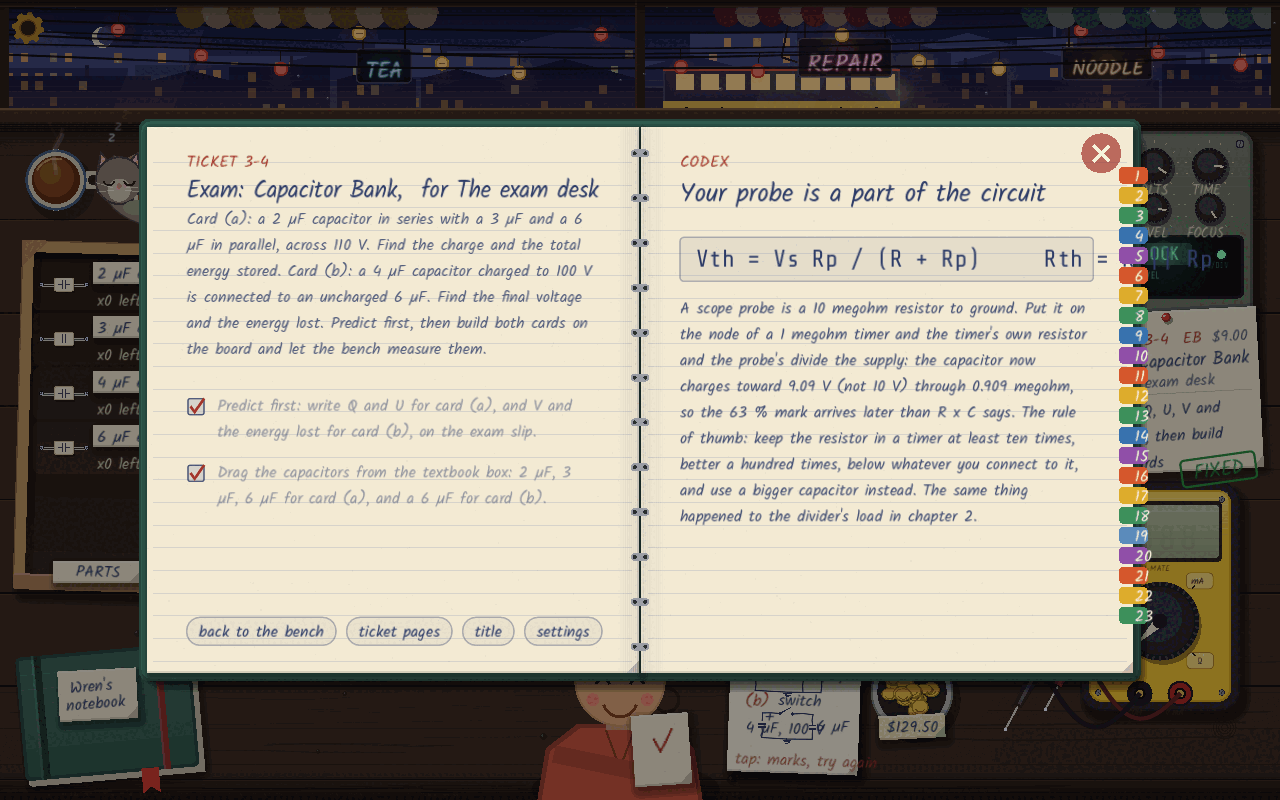 TEA
REPAIR
NOODLE
z
z
TICKET 3-4
Exam: Capacitor Bank, for The exam desk
Card (a): a 2 μF capacitor in series with a 3 μF and a 6
μF in parallel, across 110 V. Find the charge and the total
energy stored. Card (b): a 4 μF capacitor charged to 100 V
is connected to an uncharged 6 μF. Find the final voltage
and the energy lost. Predict first, then build both cards on
the board and let the bench measure them.
Predict first: write Q and U for card (a), and V and
the energy lost for card (b), on the exam slip.
Drag the capacitors from the textbook box: 2 μF, 3
μF, 6 μF for card (a), and a 6 μF for card (b).
back to the bench
ticket pages
title
settings
CODEX
Your probe is a part of the circuit
Vth = Vs Rp / (R + Rp) Rth =
A scope probe is a 10 megohm resistor to ground. Put it on
the node of a 1 megohm timer and the timer's own resistor
and the probe's divide the supply: the capacitor now
charges toward 9.09 V (not 10 V) through 0.909 megohm,
so the 63 % mark arrives later than R x C says. The rule
of thumb: keep the resistor in a timer at least ten times,
better a hundred times, below whatever you connect to it,
and use a bigger capacitor instead. The same thing
happened to the divider's load in chapter 2.
1
2
3
4
5
6
7
8
9
10
11
12
13
14
15
16
17
18
19
20
21
22
23
2 μF
x0 left
3 μF
x0 left
4 μF
x0 left
6 μF
x0 left
PARTS
TIME
FOCUS
Rp
3-4 EB $9.00
Capacitor Bank
exam desk
Q, U, V and
then build
FIXED
mA
Ω
Wren's
notebook
(b) switch
4 μF, 100 6 μF
tap: marks, try again
$129.50